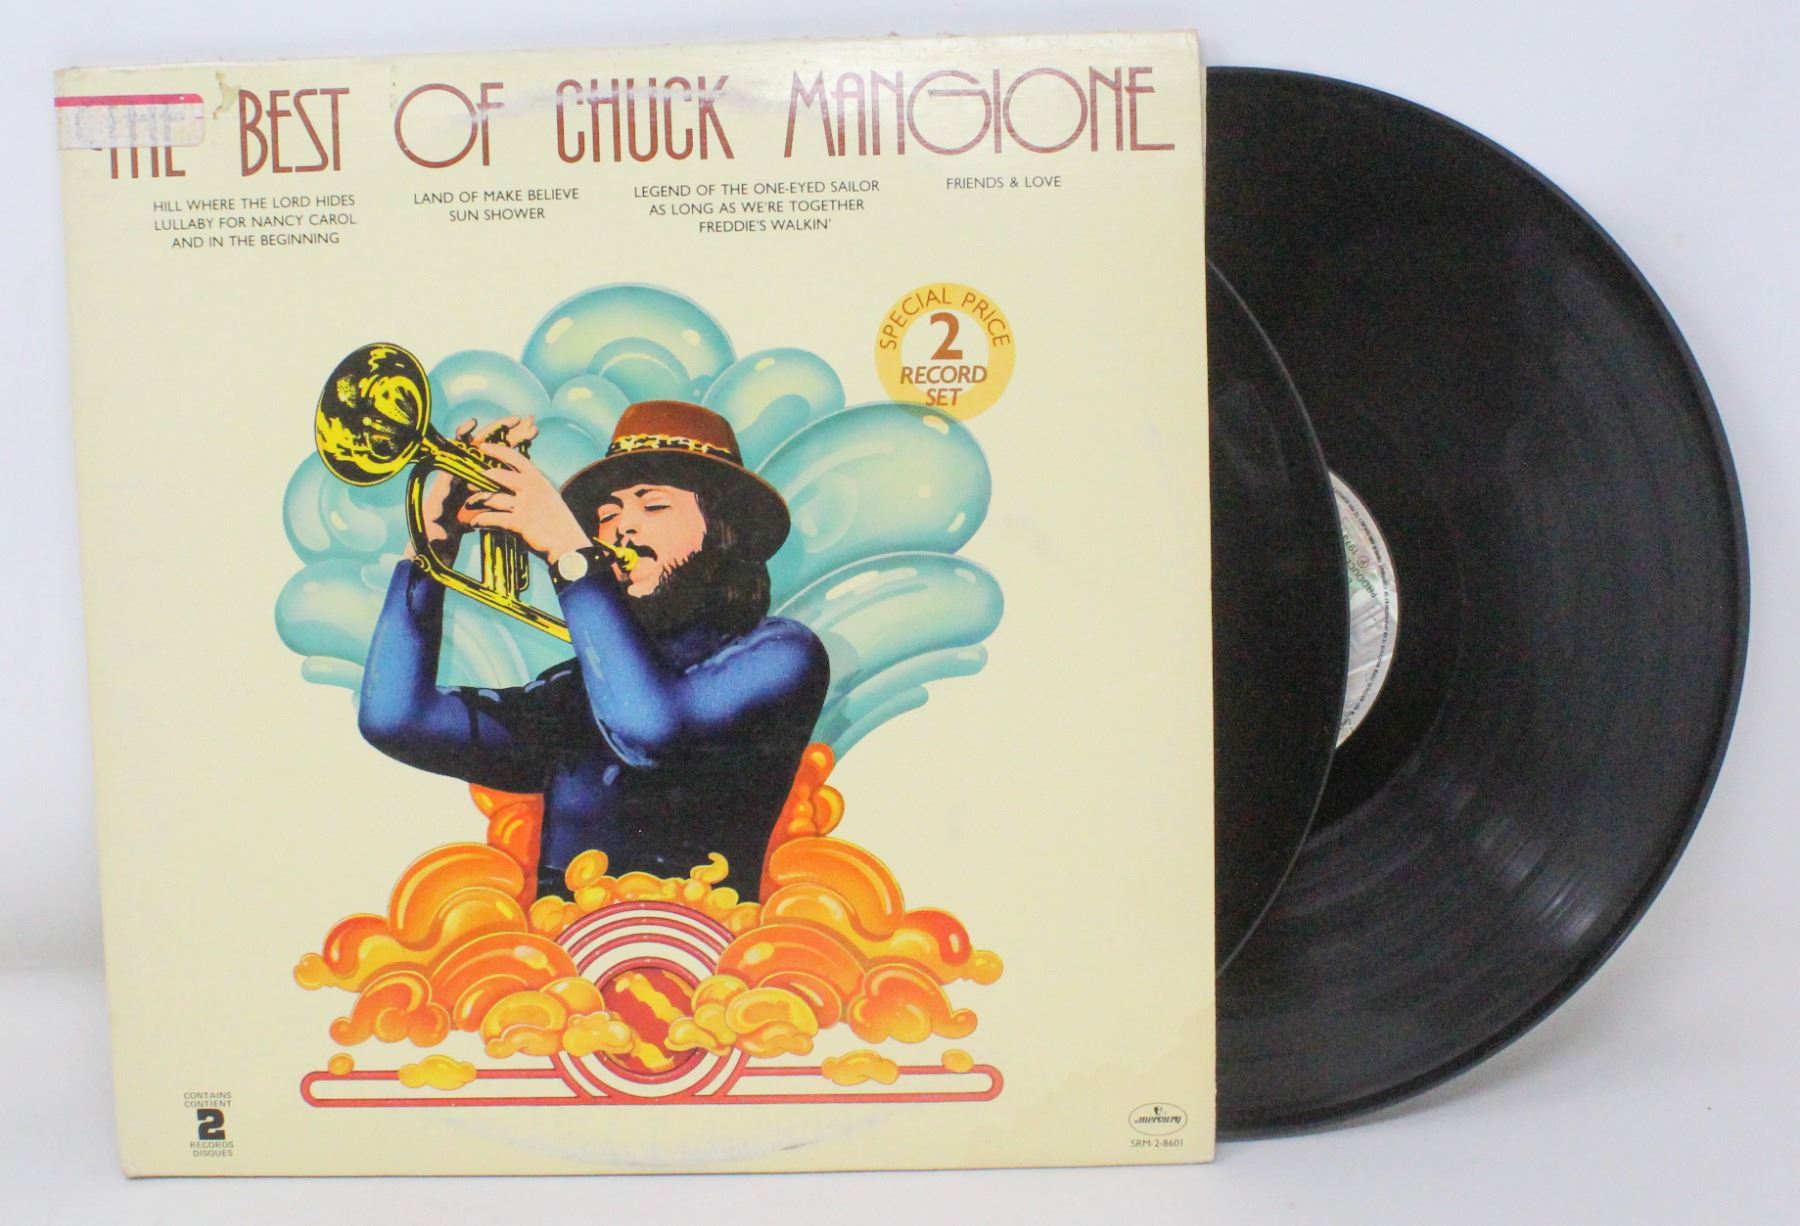 THE BEST OF CHUCK MANGIONE
HILL WHERE THE LORD HIDES
LULLABY FOR NANCY CAROL
AND IN THE BEGINNING
LAND OF MAKE BELIEVE
SUN SHOWER
LEGEND OF THE ONE-EYED SAILOR
AS LONG AS WE'RE TOGETHER
FREDDIE'S WALKIN'
FRIENDS & LOVE
SPECIAL PRICE
2
RECORD
SET
CONTAINS
CONTIENT
2
RECORDS
DISQUES
mercury
SRM-2-8601